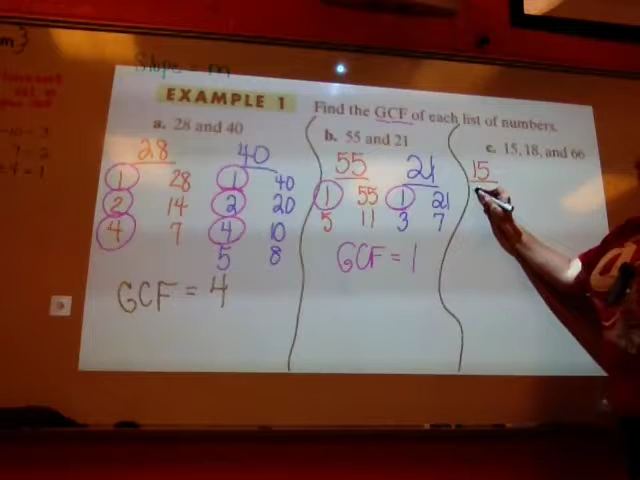 Slope = m
EXAMPLE 1 Find the GCF of each list of numbers.
a. 28 and 40
b. 55 and 21
c. 15, 18, and 66
28 40
1 28 1 40
2 14 2 20
4 7 4 10
5 8
GCF = 4
55 21
1 55 1 21
5 11 3 7
GCF = 1
15